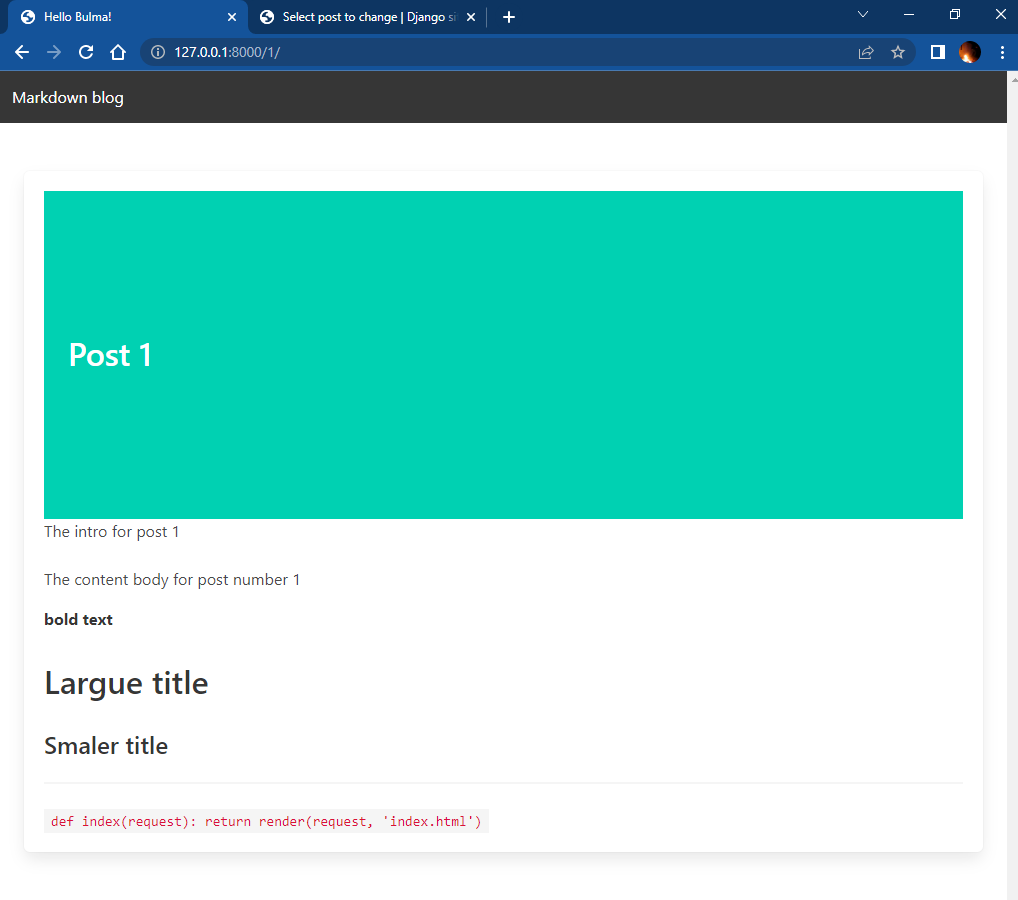 Hello Bulma!
Select post to change | Django si
127.0.0.1:8000/1/
Markdown blog
Post 1
The intro for post 1
The content body for post number 1
bold text
Largue title
Smaler title
def index(request): return render(request, 'index.html')